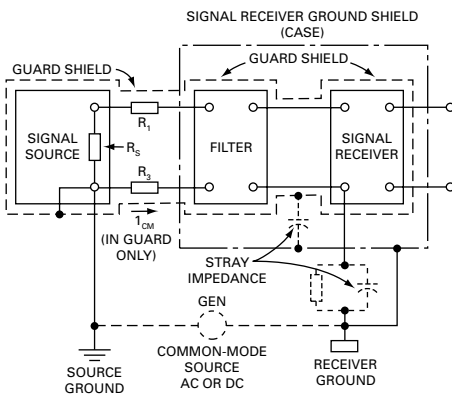 SIGNAL RECEIVER GROUND SHIELD
(CASE)
GUARD SHIELD
GUARD SHIELD
SIGNAL
SOURCE
R1
RS
FILTER
SIGNAL
RECEIVER
R3
1CM
(IN GUARD
ONLY)
STRAY
IMPEDANCE
GEN
COMMON-MODE
SOURCE
AC OR DC
SOURCE
GROUND
RECEIVER
GROUND